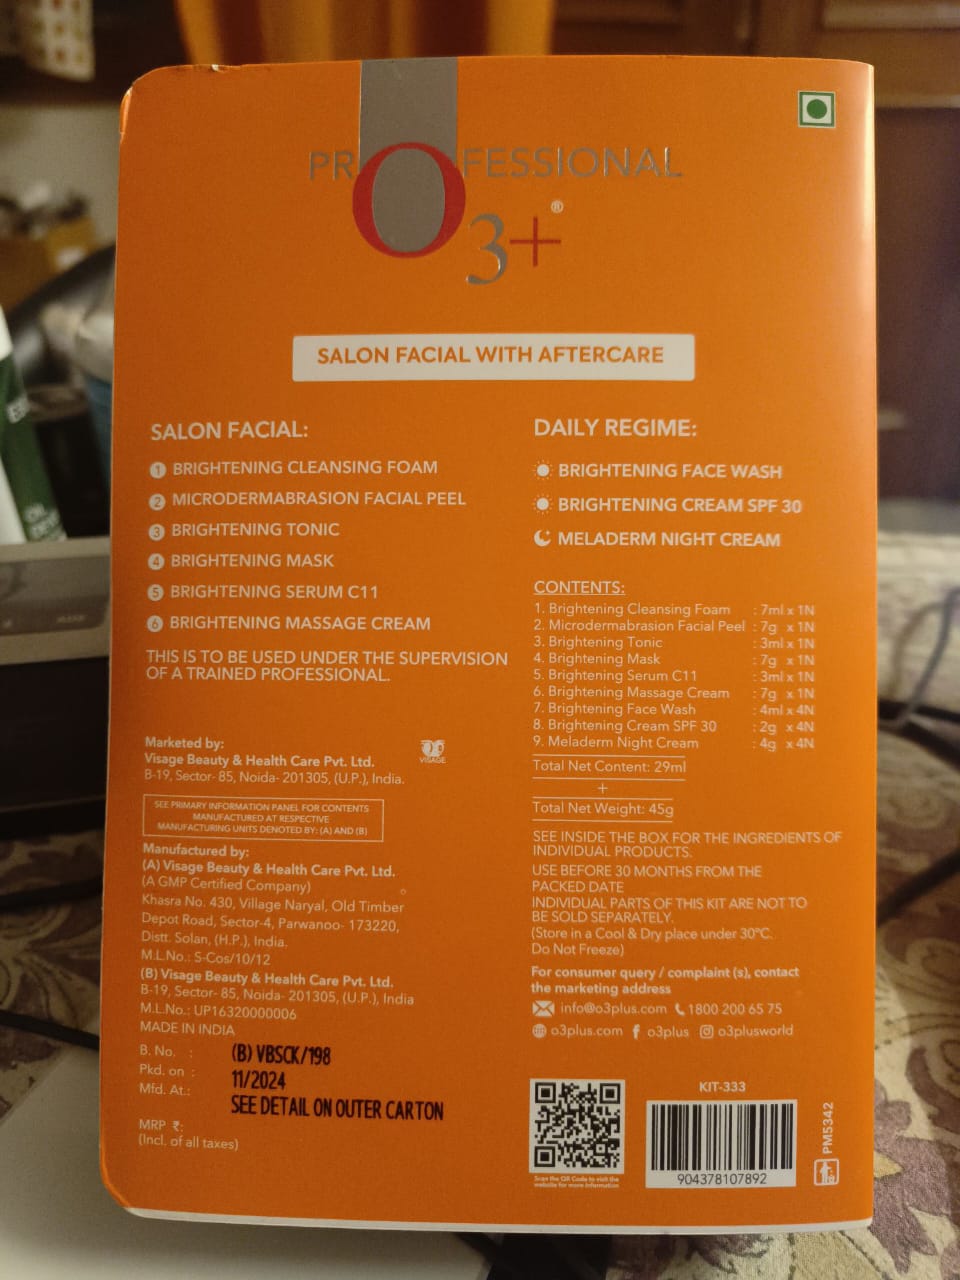 PROFESSIONAL
O3+®
SALON FACIAL WITH AFTERCARE
SALON FACIAL:
1 BRIGHTENING CLEANSING FOAM
2 MICRODERMABRASION FACIAL PEEL
3 BRIGHTENING TONIC
4 BRIGHTENING MASK
5 BRIGHTENING SERUM C11
6 BRIGHTENING MASSAGE CREAM
THIS IS TO BE USED UNDER THE SUPERVISION
OF A TRAINED PROFESSIONAL.
Marketed by:
Visage Beauty & Health Care Pvt. Ltd.
B-19, Sector- 85, Noida- 201305, (U.P.), India.
VISAGE
SEE PRIMARY INFORMATION PANEL FOR CONTENTS
MANUFACTURED AT RESPECTIVE
MANUFACTURING UNITS DENOTED BY: (A) AND (B)
Manufactured by:
(A) Visage Beauty & Health Care Pvt. Ltd.
(A GMP Certified Company)
Khasra No. 430, Village Naryal, Old Timber
Depot Road, Sector-4, Parwanoo- 173220,
Distt. Solan, (H.P.), India.
M.L.No.: S-Cos/10/12
(B) Visage Beauty & Health Care Pvt. Ltd.
B-19, Sector- 85, Noida- 201305, (U.P.), India
M.L.No.: UP16320000006
MADE IN INDIA
B. No. : (B) VBSCK/198
Pkd. on : 11/2024
Mfd. At.: SEE DETAIL ON OUTER CARTON
MRP ₹:
(Incl. of all taxes)
DAILY REGIME:
BRIGHTENING FACE WASH
BRIGHTENING CREAM SPF 30
MELADERM NIGHT CREAM
CONTENTS:
1. Brightening Cleansing Foam : 7ml x 1N
2. Microdermabrasion Facial Peel : 7g x 1N
3. Brightening Tonic : 3ml x 1N
4. Brightening Mask : 7g x 1N
5. Brightening Serum C11 : 3ml x 1N
6. Brightening Massage Cream : 7g x 1N
7. Brightening Face Wash : 4ml x 4N
8. Brightening Cream SPF 30 : 2g x 4N
9. Meladerm Night Cream : 4g x 4N
Total Net Content: 29ml
+
Total Net Weight: 45g
SEE INSIDE THE BOX FOR THE INGREDIENTS OF
INDIVIDUAL PRODUCTS.
USE BEFORE 30 MONTHS FROM THE
PACKED DATE
INDIVIDUAL PARTS OF THIS KIT ARE NOT TO
BE SOLD SEPARATELY.
(Store in a Cool & Dry place under 30°C.
Do Not Freeze)
For consumer query / complaint (s), contact
the marketing address
info@o3plus.com 1800 200 65 75
o3plus.com o3plus o3plusworld
Scan the QR Code to visit the
website for more information
KIT-333
904378107892
PM5342